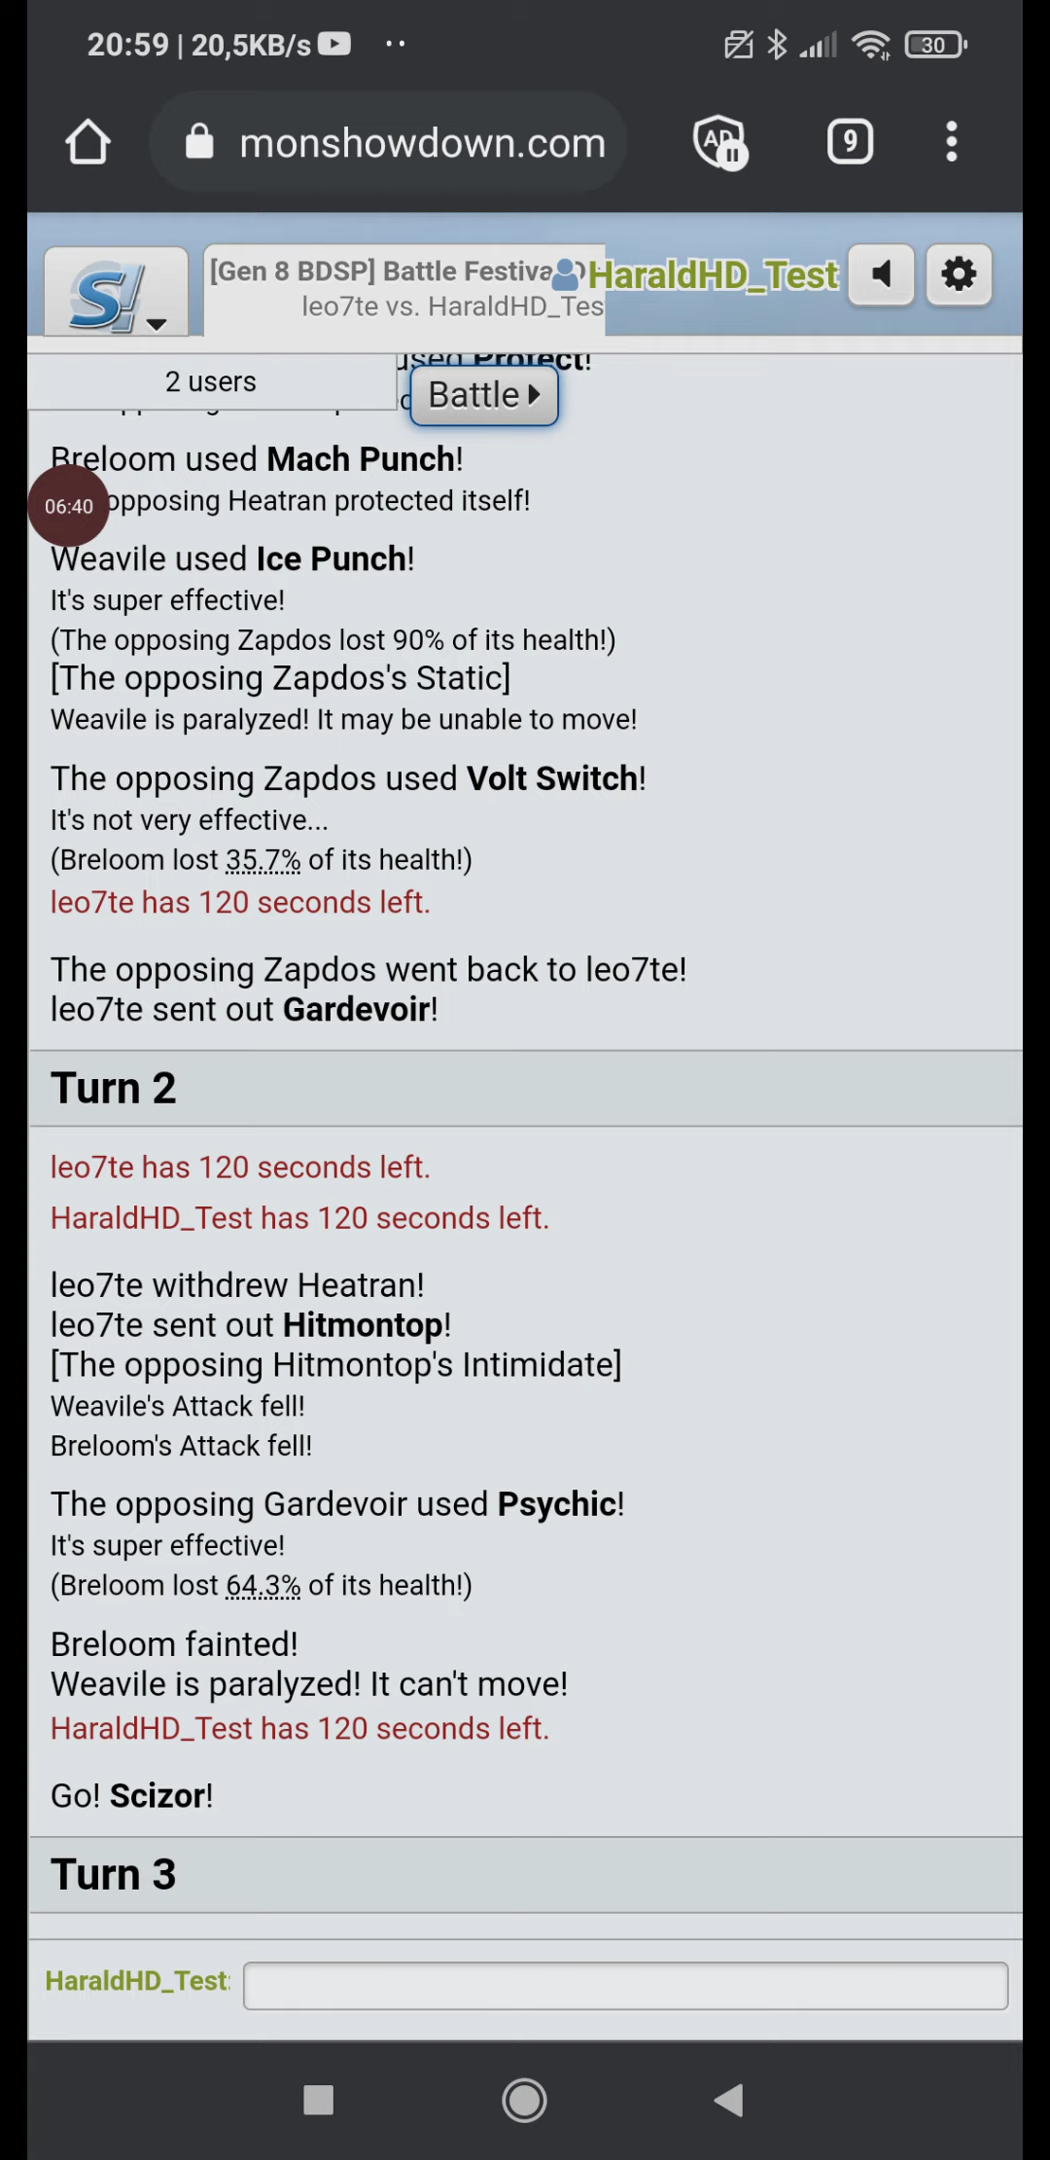 20:59 | 20,5KB/s
30
monshowdown.com
AD
9
[Gen 8 BDSP] Battle Festiva
HaraldHD_Test
leo7te vs. HaraldHD_Tes
used Protect!
2 users
Battle
Breloom used Mach Punch!
06:40
opposing Heatran protected itself!
Weavile used Ice Punch!
It's super effective!
(The opposing Zapdos lost 90% of its health!)
[The opposing Zapdos's Static]
Weavile is paralyzed! It may be unable to move!
The opposing Zapdos used Volt Switch!
It's not very effective...
(Breloom lost 35.7% of its health!)
leo7te has 120 seconds left.
The opposing Zapdos went back to leo7te!
leo7te sent out Gardevoir!
Turn 2
leo7te has 120 seconds left.
HaraldHD_Test has 120 seconds left.
leo7te withdrew Heatran!
leo7te sent out Hitmontop!
[The opposing Hitmontop's Intimidate]
Weavile's Attack fell!
Breloom's Attack fell!
The opposing Gardevoir used Psychic!
It's super effective!
(Breloom lost 64.3% of its health!)
Breloom fainted!
Weavile is paralyzed! It can't move!
HaraldHD_Test has 120 seconds left.
Go! Scizor!
Turn 3
HaraldHD_Test: